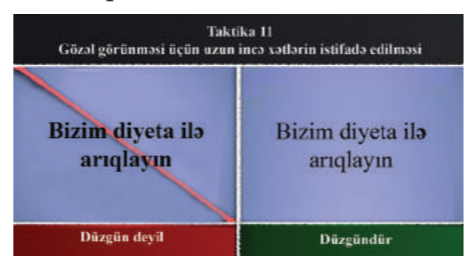 Taktika 11
Gözəl görünməsi üçün uzun incə xətlərin istifadə edilməsi
Bizim diyeta ilə
arıqlayın
Bizim diyeta ilə
arıqlayın
Düzgün deyil
Düzgündür